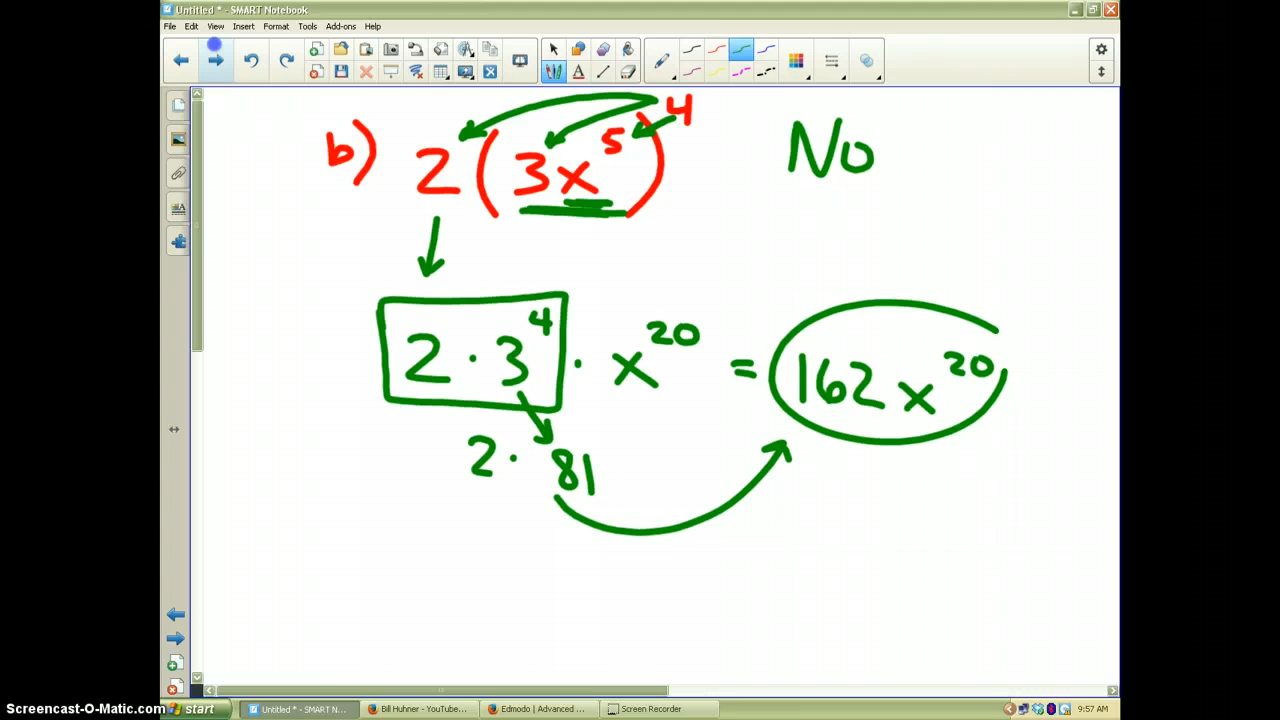 Untitled * - SMART Notebook
File Edit View Insert Format Tools Add-ons Help
b) 2(3x⁵)⁴ No
2 · 3⁴ · x²⁰ = 162x²⁰
2 · 81
Screencast-O-Matic.com
start Untitled * - SMART N... Bill Huhner - YouTube... Edmodo | Advanced ... Screen Recorder 9:57 AM